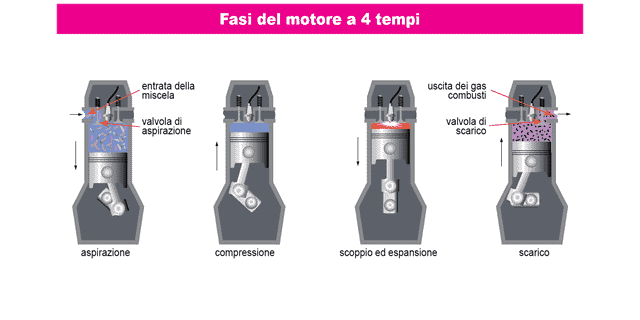 Fasi del motore a 4 tempi
entrata della
miscela
valvola di
aspirazione
uscita dei gas
combusti
valvola di
scarico
aspirazione
compressione
scoppio ed espansione
scarico